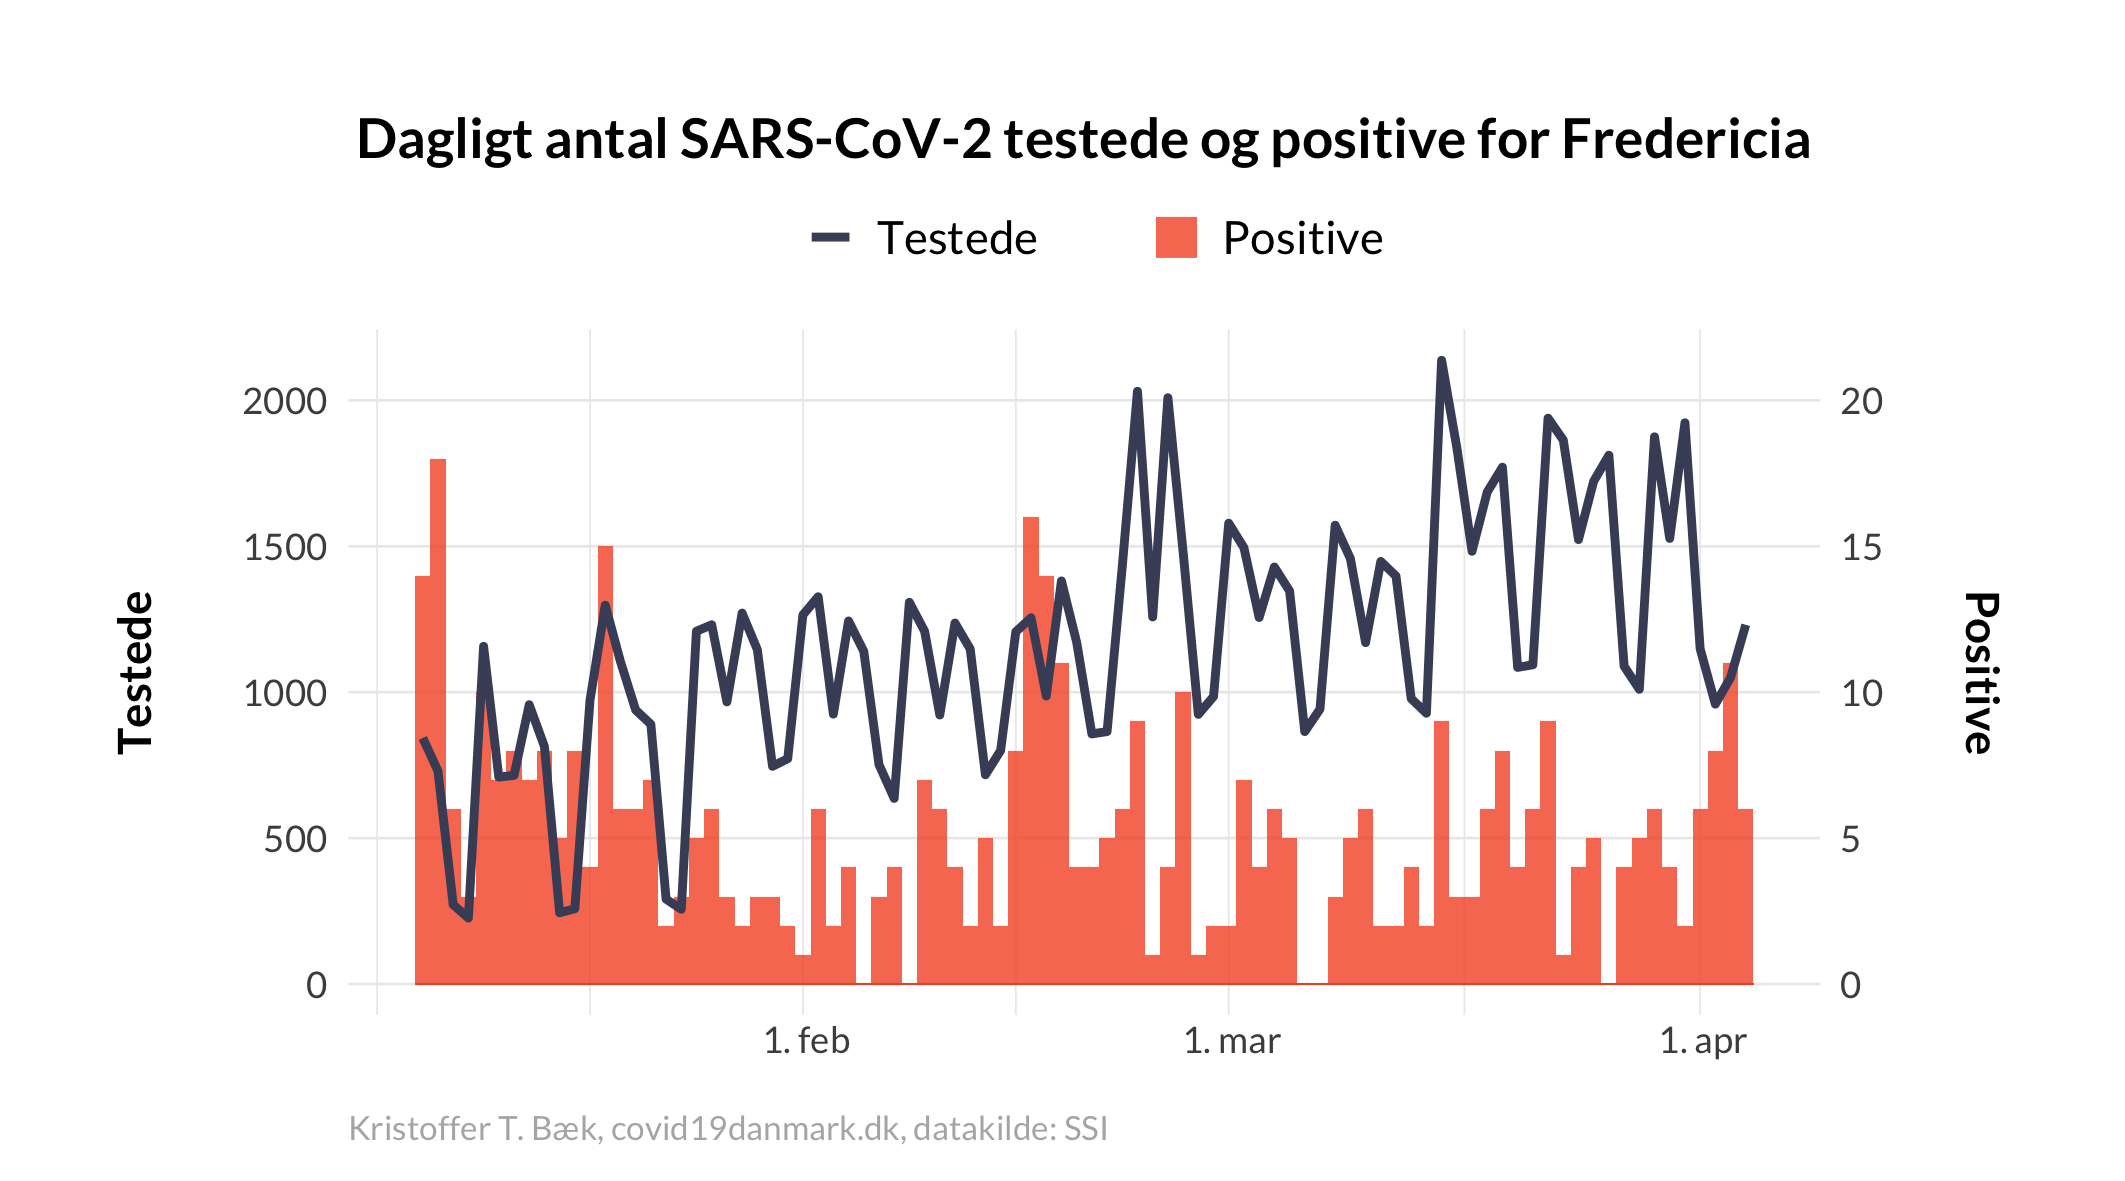 Dagligt antal SARS-CoV-2 testede og positive for Fredericia
Testede
Positive
2000
1500
1000
500
0
Testede
20
15
10
5
0
Positive
1. feb
1. mar
1. apr
Kristoffer T. Bæk, covid19danmark.dk, datakilde: SSI